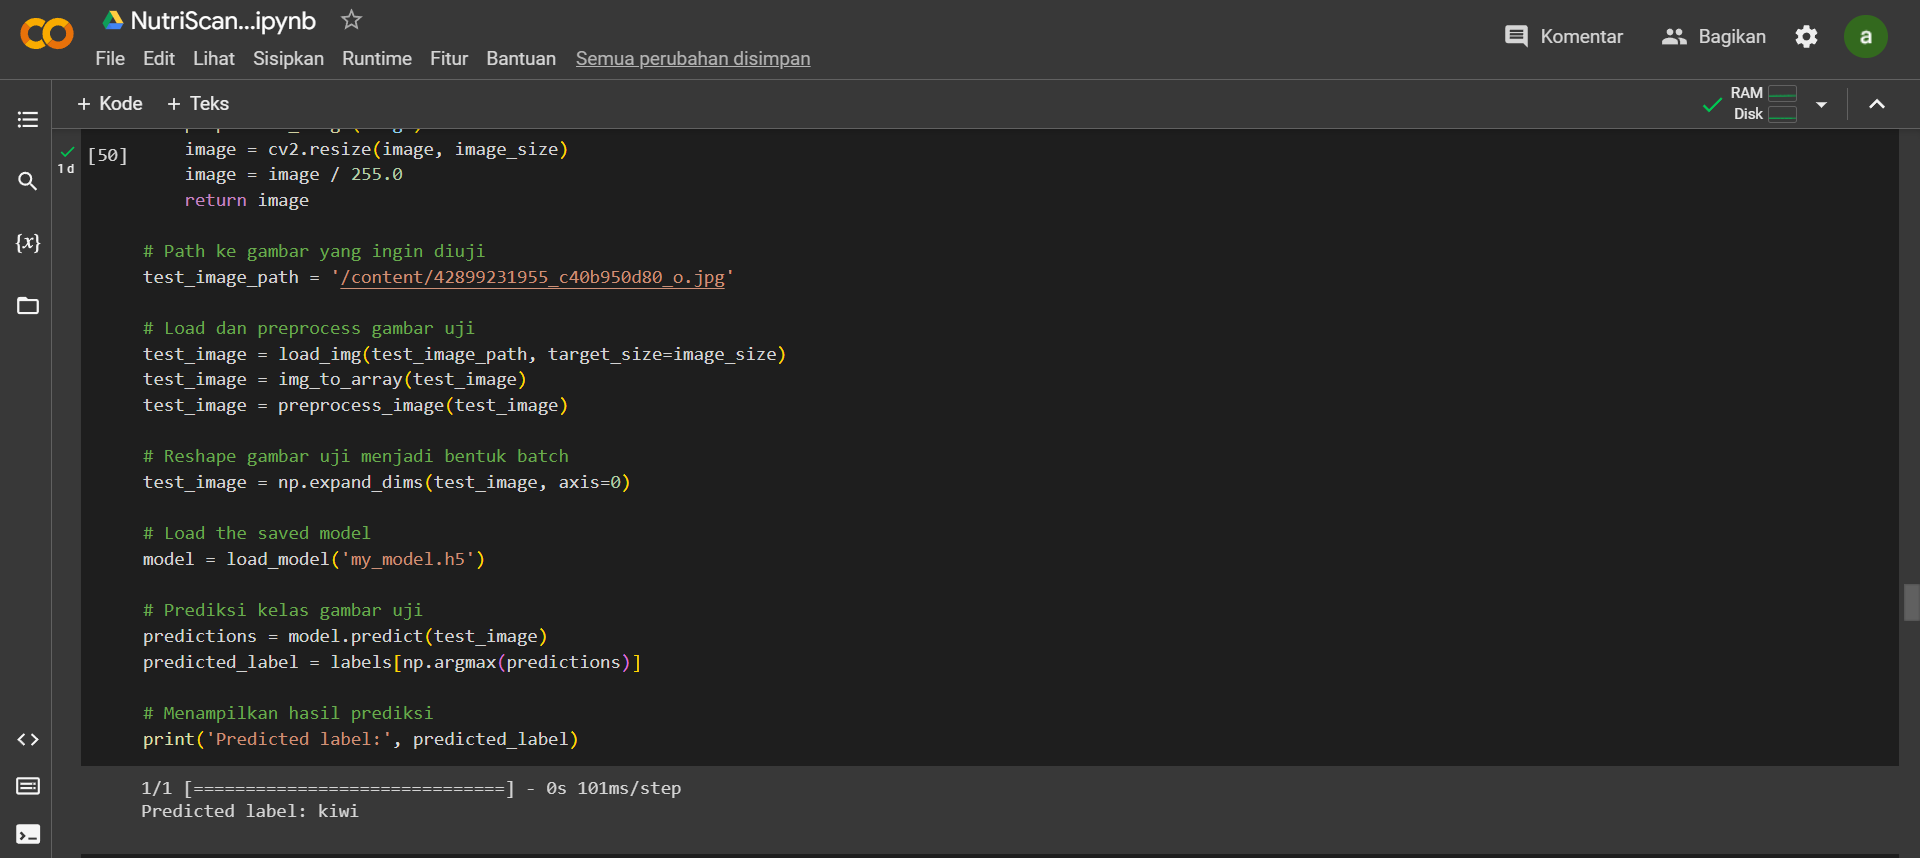 NutriScan...ipynb
File Edit Lihat Sisipkan Runtime Fitur Bantuan Semua perubahan disimpan
Komentar
Bagikan
a
+ Kode + Teks
RAM
Disk
{x}
1 d
[50]
image = cv2.resize(image, image_size)
image = image / 255.0
return image
# Path ke gambar yang ingin diuji
test_image_path = '/content/42899231955_c40b950d80_o.jpg'
# Load dan preprocess gambar uji
test_image = load_img(test_image_path, target_size=image_size)
test_image = img_to_array(test_image)
test_image = preprocess_image(test_image)
# Reshape gambar uji menjadi bentuk batch
test_image = np.expand_dims(test_image, axis=0)
# Load the saved model
model = load_model('my_model.h5')
# Prediksi kelas gambar uji
predictions = model.predict(test_image)
predicted_label = labels[np.argmax(predictions)]
# Menampilkan hasil prediksi
print('Predicted label:', predicted_label)
1/1 [==============================] - 0s 101ms/step
Predicted label: kiwi